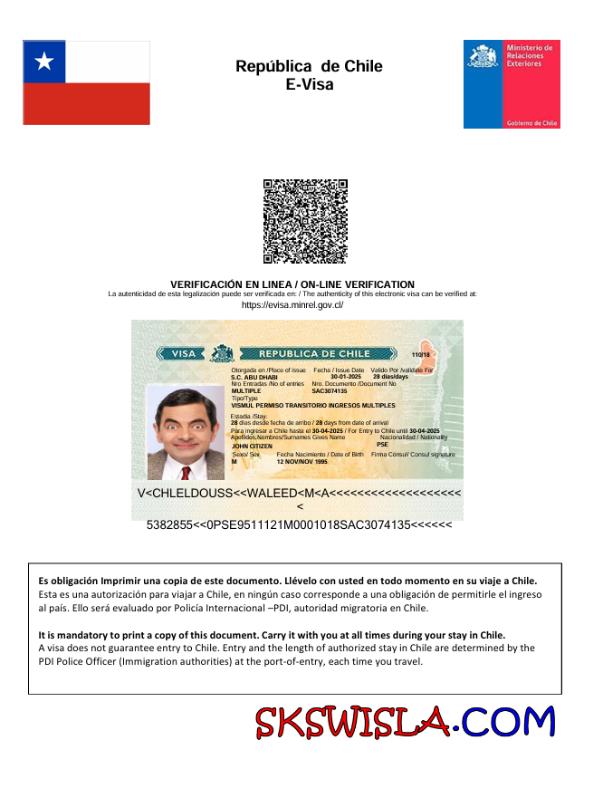 República de Chile
E-Visa
Ministerio de
Relaciones
Exteriores
Gobierno de Chile
VERIFICACIÓN EN LINEA / ON-LINE VERIFICATION
La autenticidad de esta legalización puede ser verificada en: / The authenticity of this electronic visa can be verified at:
https://evisa.minrel.gov.cl/
VISA REPUBLICA DE CHILE 110/18
Otorgada en /Place of Issue Fecha / Issue Date Valido Por /Valid For
S.C. ABU DHABI 30-01-2025 28 dias/days
Nro. Entradas /No of entries Nro. Documento /Document No
MULTIPLE SAC3074135
Tipo/Type
VISMUL PERMISO TRANSITORIO INGRESOS MULTIPLES
Estadia /Stay:
28 dias desde fecha de arribo / 28 days from date of arrival
Para ingresar a Chile hasta el 30-04-2025 / For Entry to Chile until 30-04-2025
Apellidos,Nombres/Surnames Given Name Nacionalidad / Nationality
JOHN CITIZEN PSE
Sexo/ Sex Fecha Nacimiento / Date of Birth Firma Cónsul/ Consul signature
M 12 NOV/NOV 1995
V<CHLELDOUSS<<WALEED<M<A<<<<<<<<<<<<<<<<<<<<
<
5382855<<0PSE9511121M0001018SAC3074135<<<<<<
Es obligación Imprimir una copia de este documento. Llévelo con usted en todo momento en su viaje a Chile.
Esta es una autorización para viajar a Chile, en ningún caso corresponde a una obligación de permitirle el ingreso
al país. Ello será evaluado por Policía Internacional –PDI, autoridad migratoria en Chile.
It is mandatory to print a copy of this document. Carry it with you at all times during your stay in Chile.
A visa does not guarantee entry to Chile. Entry and the length of authorized stay in Chile are determined by the
PDI Police Officer (Immigration authorities) at the port-of-entry, each time you travel.
SKSWISLA.COM